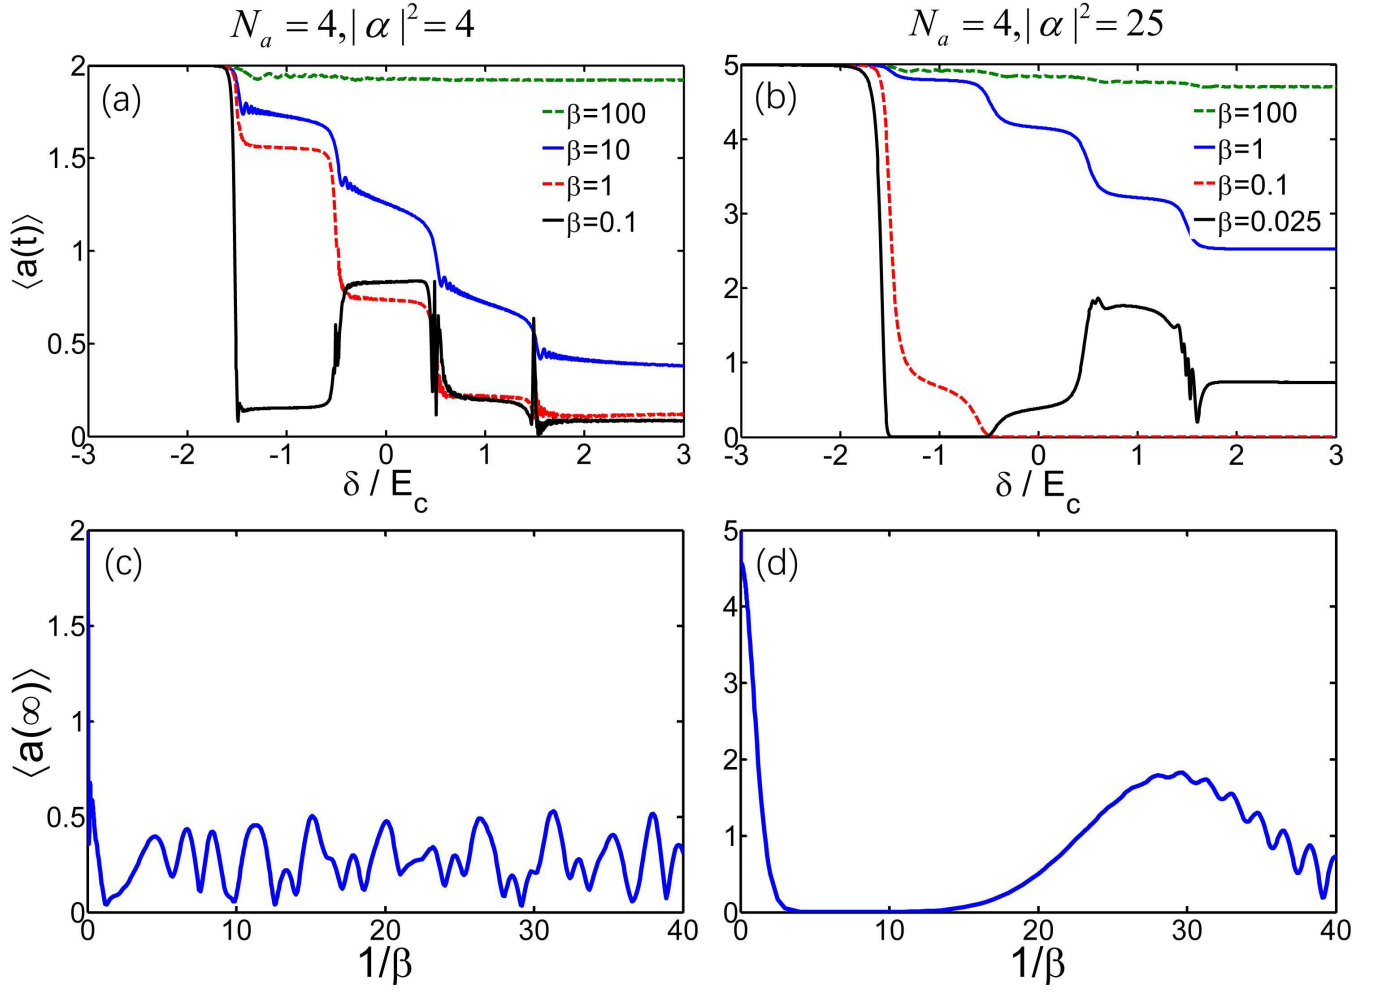 N_a = 4, |α|² = 4
N_a = 4, |α|² = 25
(a)
⟨a(t)⟩
2
1.5
1
0.5
0
-3 -2 -1 0 1 2 3
δ / E_c
β=100
β=10
β=1
β=0.1
(b)
5
4
3
2
1
0
-3 -2 -1 0 1 2 3
δ / E_c
β=100
β=1
β=0.1
β=0.025
(c)
⟨a(∞)⟩
2
1.5
1
0.5
0
0 10 20 30 40
1/β
(d)
5
4
3
2
1
0
0 10 20 30 40
1/β